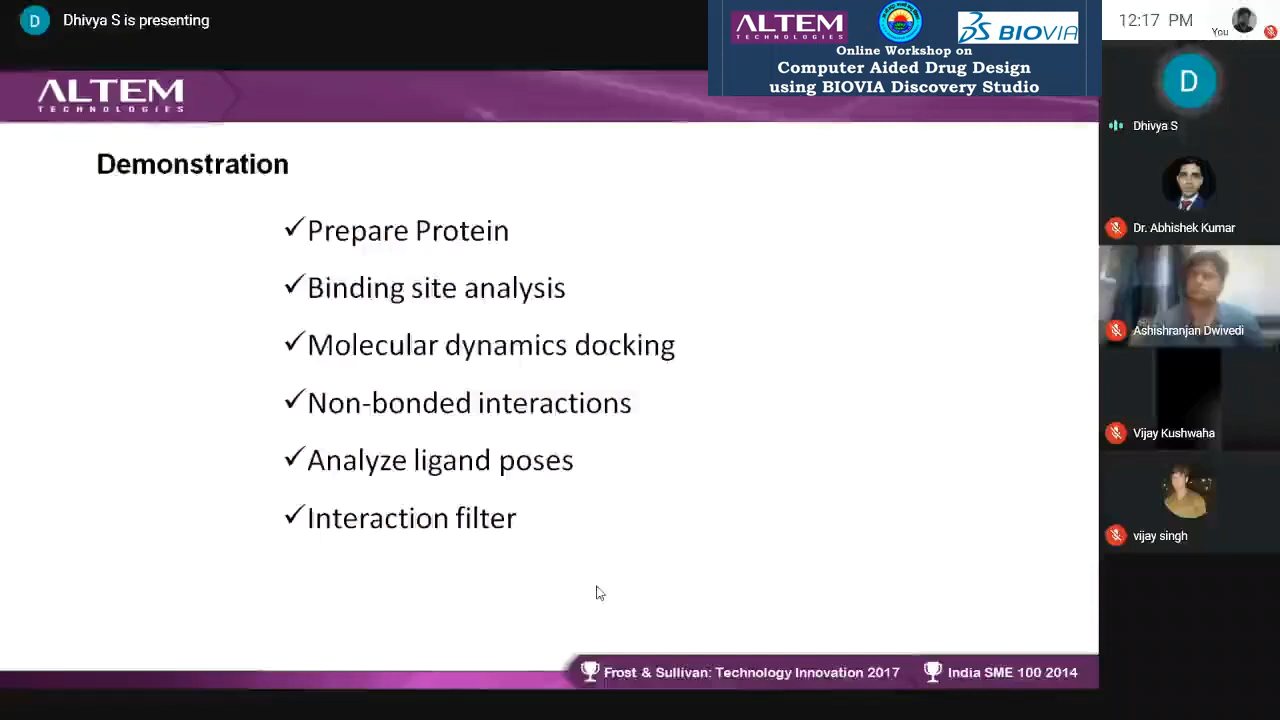 D
Dhivya S is presenting
ALTEM
TECHNOLOGIES
BIOVIA
Online Workshop on
Computer Aided Drug Design
using BIOVIA Discovery Studio
12:17 PM
You
ALTEM
TECHNOLOGIES
Demonstration
✓Prepare Protein
✓Binding site analysis
✓Molecular dynamics docking
✓Non-bonded interactions
✓Analyze ligand poses
✓Interaction filter
Frost & Sullivan: Technology Innovation 2017
India SME 100 2014
D
Dhivya S
Dr. Abhishek Kumar
Ashishranjan Dwivedi
Vijay Kushwaha
vijay singh